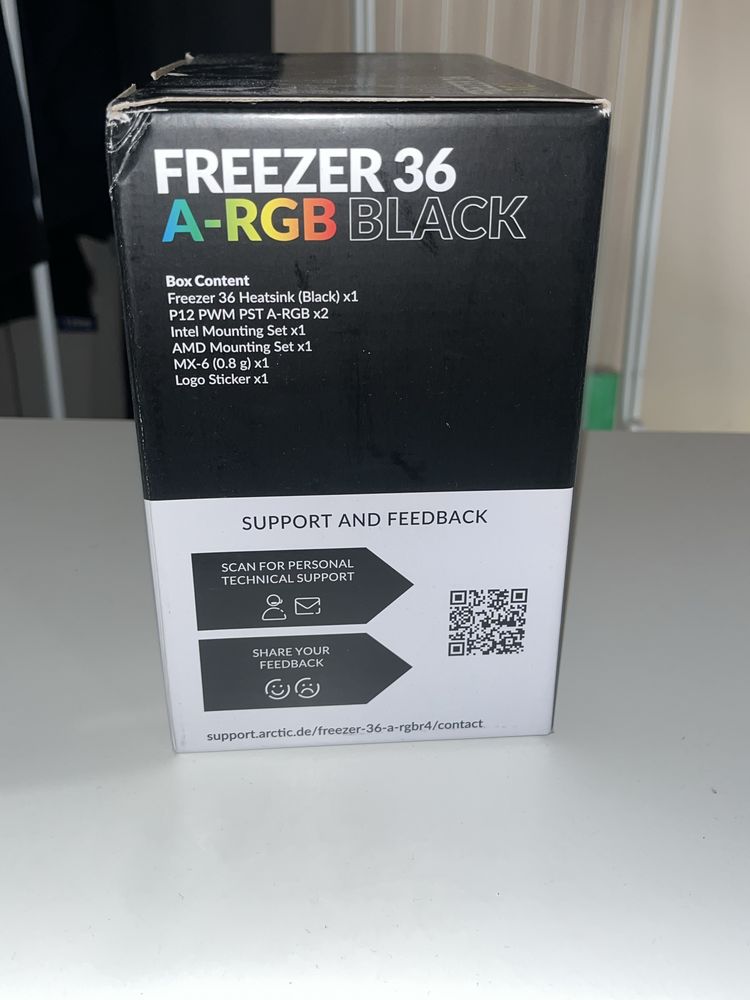 FREEZER 36
A-RGB BLACK
Box Content
Freezer 36 Heatsink (Black) x1
P12 PWM PST A-RGB x2
Intel Mounting Set x1
AMD Mounting Set x1
MX-6 (0.8 g) x1
Logo Sticker x1
SUPPORT AND FEEDBACK
SCAN FOR PERSONAL
TECHNICAL SUPPORT
SHARE YOUR
FEEDBACK
support.arctic.de/freezer-36-a-rgbr4/contact